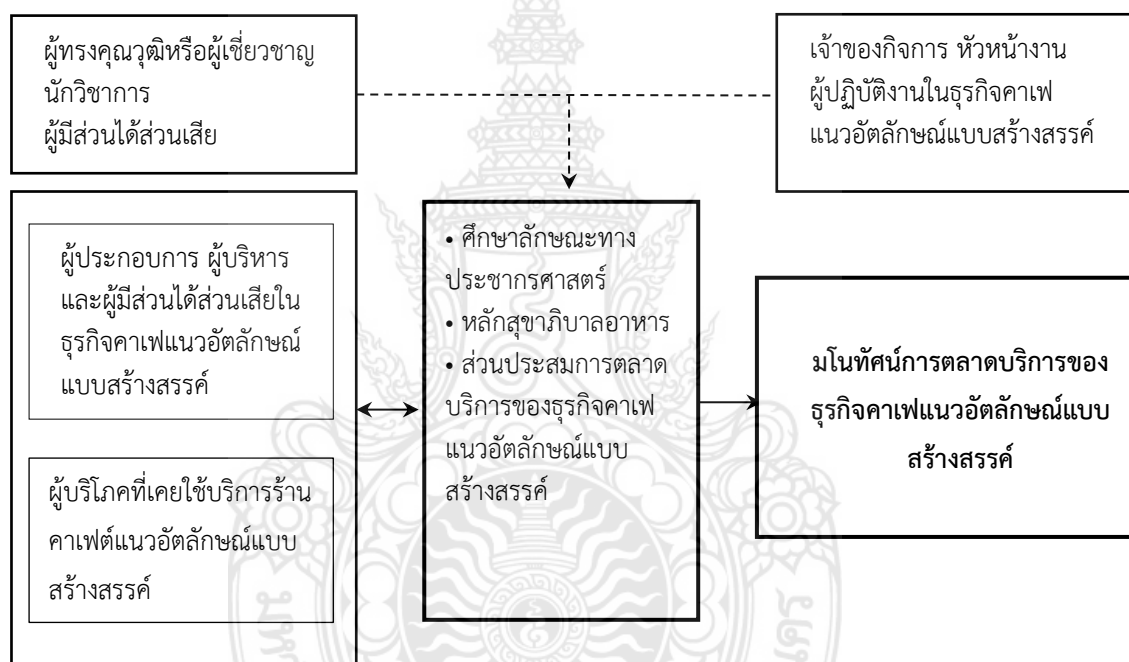 ผู้ทรงคุณวุฒิหรือผู้เชี่ยวชาญ
นักวิชาการ
ผู้มีส่วนได้ส่วนเสีย
เจ้าของกิจการ หัวหน้างาน
ผู้ปฏิบัติงานในธุรกิจคาเฟ
แนวอัตลักษณ์แบบสร้างสรรค์
ผู้ประกอบการ ผู้บริหาร
และผู้มีส่วนได้ส่วนเสียใน
ธุรกิจคาเฟแนวอัตลักษณ์
แบบสร้างสรรค์
ผู้บริโภคที่เคยใช้บริการร้าน
คาเฟต์แนวอัตลักษณ์แบบ
สร้างสรรค์
• ศึกษาลักษณะทาง
ประชากรศาสตร์
• หลักสุขาภิบาลอาหาร
• ส่วนประสมการตลาด
บริการของธุรกิจคาเฟ
แนวอัตลักษณ์แบบ
สร้างสรรค์
มโนทัศน์การตลาดบริการของ
ธุรกิจคาเฟแนวอัตลักษณ์แบบ
สร้างสรรค์